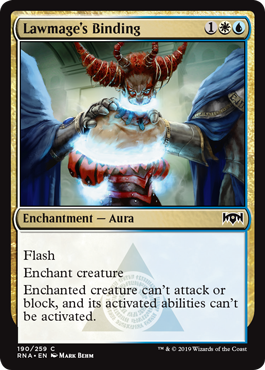 Lawmage's Binding 1
Enchantment — Aura
Flash
Enchant creature
Enchanted creature can't attack or
block, and its activated abilities can't
be activated.
190/259 C
RNA • EN Mark Behm
™ & © 2019 Wizards of the Coast